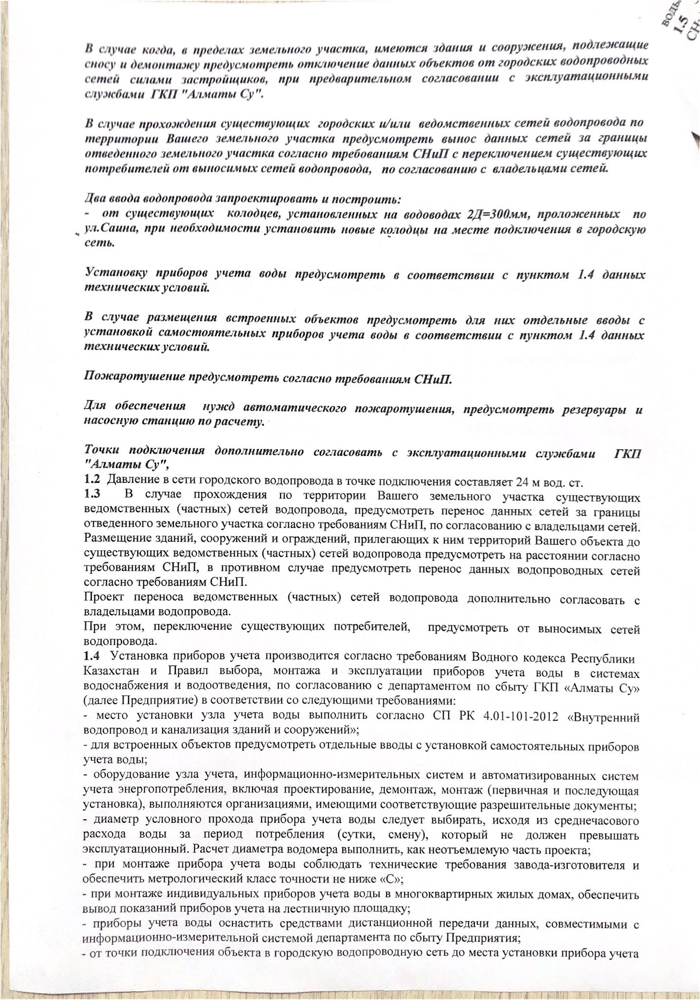 воды
1.5
СН
В случае когда, в пределах земельного участка, имеются здания и сооружения, подлежащие
сносу и демонтажу предусмотреть отключение данных объектов от городских водопроводных
сетей силами застройщиков, при предварительном согласовании с эксплуатационными
службами ГКП "Алматы Су".
В случае прохождения существующих городских и/или ведомственных сетей водопровода по
территории Вашего земельного участка предусмотреть вынос данных сетей за границы
отведенного земельного участка согласно требованиям СНиП с переключением существующих
потребителей от выносимых сетей водопровода, по согласованию с владельцами сетей.
Два ввода водопровода запроектировать и построить:
- от существующих колодцев, установленных на водоводах 2Д=300мм, проложенных по
ул.Саина, при необходимости установить новые колодцы на месте подключения в городскую
сеть.
Установку приборов учета воды предусмотреть в соответствии с пунктом 1.4 данных
технических условий.
В случае размещения встроенных объектов предусмотреть для них отдельные вводы с
установкой самостоятельных приборов учета воды в соответствии с пунктом 1.4 данных
технических условий.
Пожаротушение предусмотреть согласно требованиям СНиП.
Для обеспечения нужд автоматического пожаротушения, предусмотреть резервуары и
насосную станцию по расчету.
Точки подключения дополнительно согласовать с эксплуатационными службами ГКП
"Алматы Су",
1.2 Давление в сети городского водопровода в точке подключения составляет 24 м вод. ст.
1.3 В случае прохождения по территории Вашего земельного участка существующих
ведомственных (частных) сетей водопровода, предусмотреть перенос данных сетей за границы
отведенного земельного участка согласно требованиям СНиП, по согласованию с владельцами сетей.
Размещение зданий, сооружений и ограждений, прилегающих к ним территорий Вашего объекта до
существующих ведомственных (частных) сетей водопровода предусмотреть на расстоянии согласно
требованиям СНиП, в противном случае предусмотреть перенос данных водопроводных сетей
согласно требованиям СНиП.
Проект переноса ведомственных (частных) сетей водопровода дополнительно согласовать с
владельцами водопровода.
При этом, переключение существующих потребителей, предусмотреть от выносимых сетей
водопровода.
1.4 Установка приборов учета производится согласно требованиям Водного кодекса Республики
Казахстан и Правил выбора, монтажа и эксплуатации приборов учета воды в системах
водоснабжения и водоотведения, по согласованию с департаментом по сбыту ГКП «Алматы Су»
(далее Предприятие) в соответствии со следующими требованиями:
- место установки узла учета воды выполнить согласно СП РК 4.01-101-2012 «Внутренний
водопровод и канализация зданий и сооружений»;
- для встроенных объектов предусмотреть отдельные вводы с установкой самостоятельных приборов
учета воды;
- оборудование узла учета, информационно-измерительных систем и автоматизированных систем
учета энергопотребления, включая проектирование, демонтаж, монтаж (первичная и последующая
установка), выполняются организациями, имеющими соответствующие разрешительные документы;
- диаметр условного прохода прибора учета воды следует выбирать, исходя из среднечасового
расхода воды за период потребления (сутки, смену), который не должен превышать
эксплуатационный. Расчет диаметра водомера выполнить, как неотъемлемую часть проекта;
- при монтаже прибора учета воды соблюдать технические требования завода-изготовителя и
обеспечить метрологический класс точности не ниже «С»;
- при монтаже индивидуальных приборов учета воды в многоквартирных жилых домах, обеспечить
вывод показаний приборов учета на лестничную площадку;
- приборы учета воды оснастить средствами дистанционной передачи данных, совместимыми с
информационно-измерительной системой департамента по сбыту Предприятия;
- от точки подключения объекта в городскую водопроводную сеть до места установки прибора учета